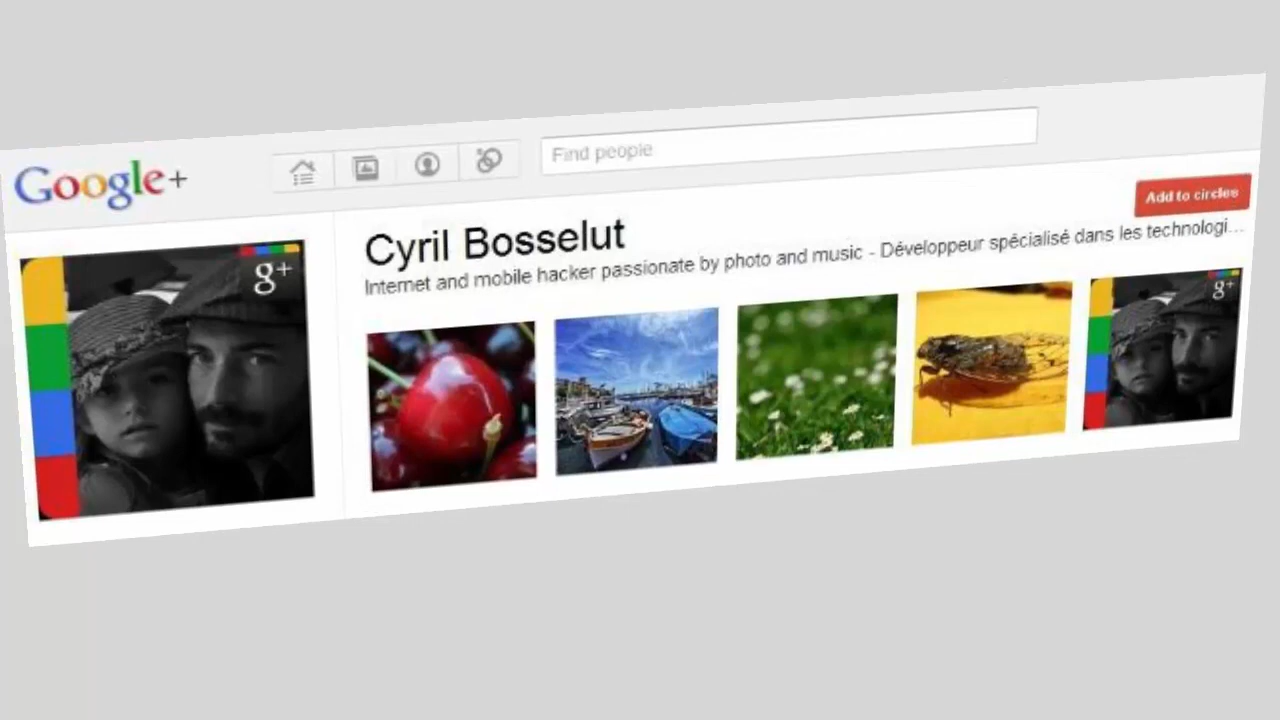 Google+
Find people
Add to circles
Cyril Bosselut
Internet and mobile hacker passionate by photo and music - Développeur spécialisé dans les technologi...
g+
g+